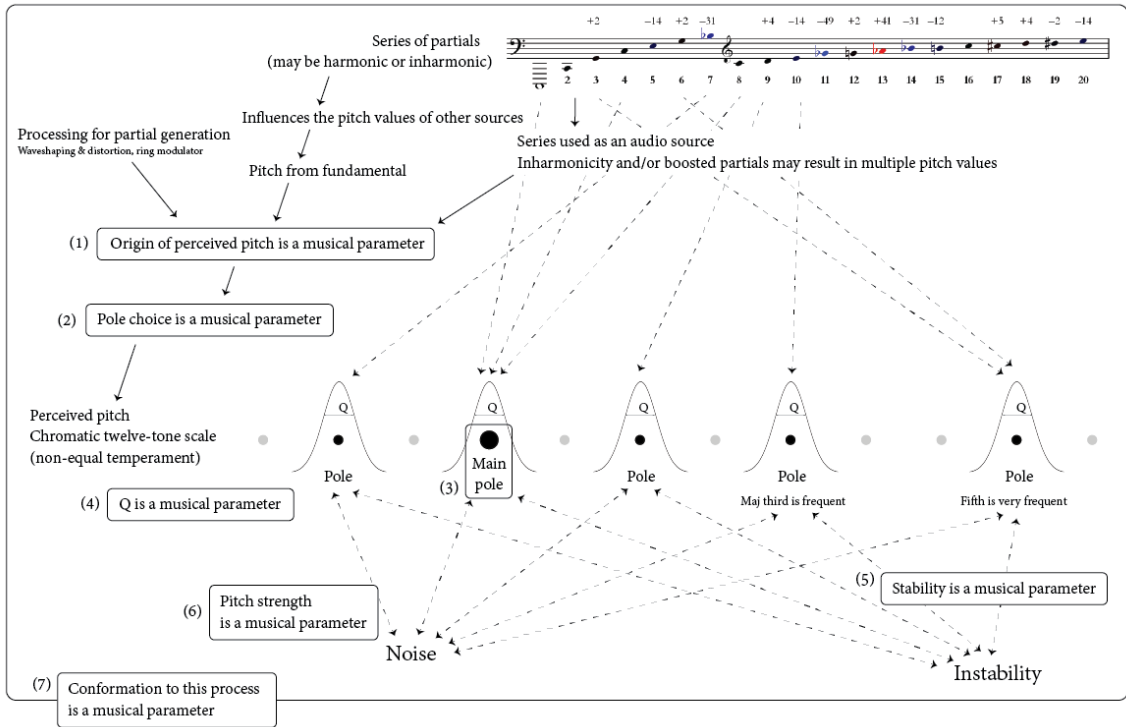 +2 −14 +2 −31 +4 −14 −49 +2 +41 −31 −12 +5 +4 −2 −14
Series of partials
(may be harmonic or inharmonic)
2 3 4 5 6 7 8 9 10 11 12 13 14 15 16 17 18 19 20
Influences the pitch values of other sources
Processing for partial generation
Waveshaping & distortion, ring modulator
Series used as an audio source
Inharmonicity and/or boosted partials may result in multiple pitch values
Pitch from fundamental
(1) Origin of perceived pitch is a musical parameter
(2) Pole choice is a musical parameter
Perceived pitch
Chromatic twelve-tone scale
(non-equal temperament)
Q Q Q Q Q
Pole
(3) Main
pole
Pole
Pole
Pole
Maj third is frequent
Fifth is very frequent
(4) Q is a musical parameter
(5) Stability is a musical parameter
(6) Pitch strength
is a musical parameter
Noise
Instability
(7) Conformation to this process
is a musical parameter